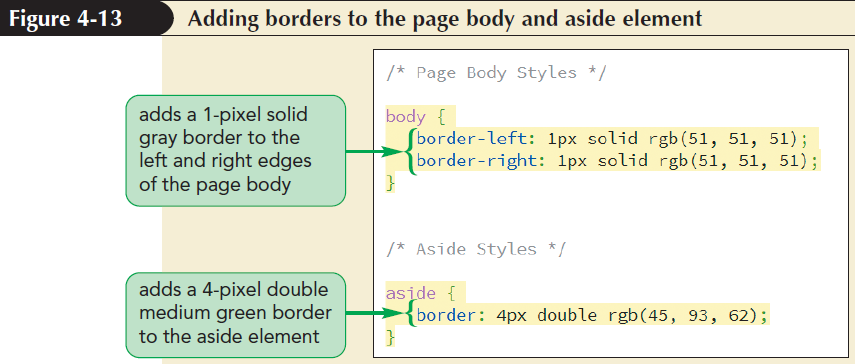 Figure 4-13
Adding borders to the page body and aside element
/* Page Body Styles */
adds a 1-pixel solid
gray border to the
left and right edges
of the page body
body {
border-left: 1px solid rgb(51, 51, 51);
border-right: 1px solid rgb(51, 51, 51);
}
/* Aside Styles */
adds a 4-pixel double
medium green border
to the aside element
aside {
border: 4px double rgb(45, 93, 62);
}